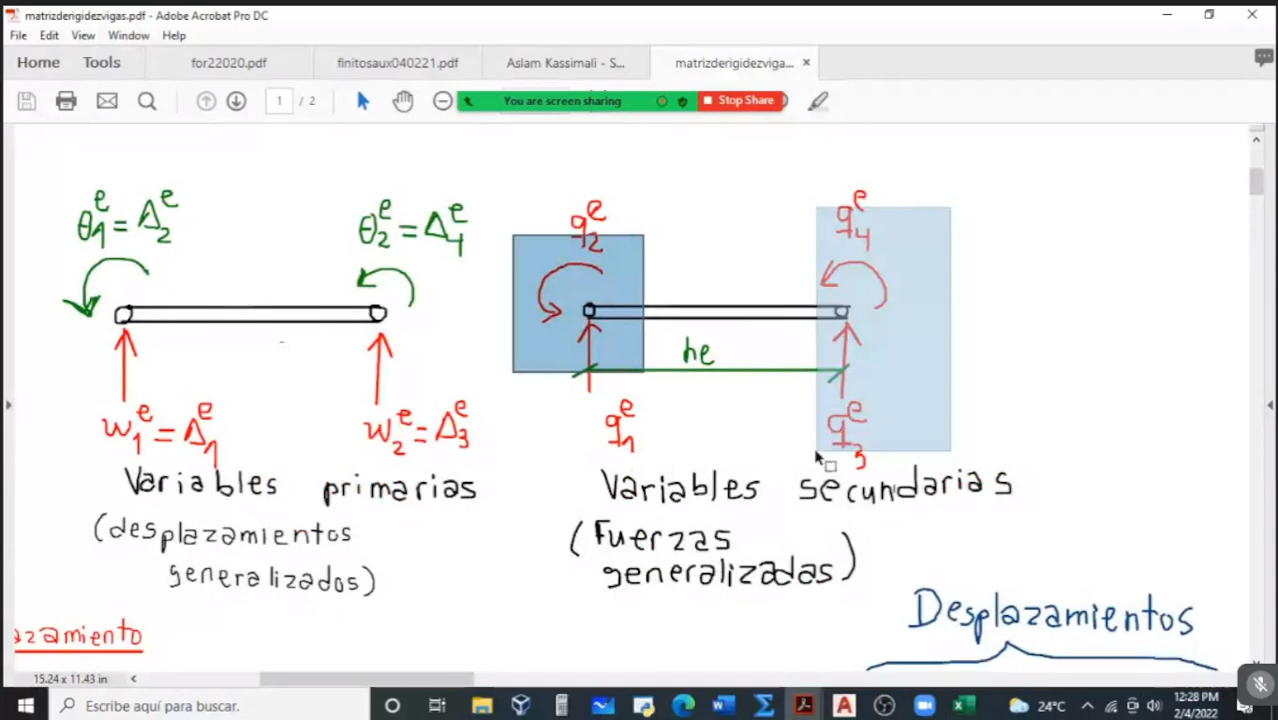 matrizderigidezvigas.pdf - Adobe Acrobat Pro DC
File Edit View Window Help
Home Tools for22020.pdf finitosaux040221.pdf Aslam Kassimali - S... matrizderigidezviga... ×
1 / 2 You are screen sharing Stop Share
θ₁ᵉ = Δ₂ᵉ θ₂ᵉ = Δ₄ᵉ q₂ᵉ q₄ᵉ
he
w₁ᵉ = Δ₁ᵉ w₂ᵉ = Δ₃ᵉ q₁ᵉ q₃ᵉ
Variables primarias Variables secundarias
(desplazamientos (Fuerzas
generalizados) generalizadas)
Desplazamientos
azamiento
15.24 x 11.43 in
Escribe aquí para buscar. 24°C 12:28 PM
2/4/2022